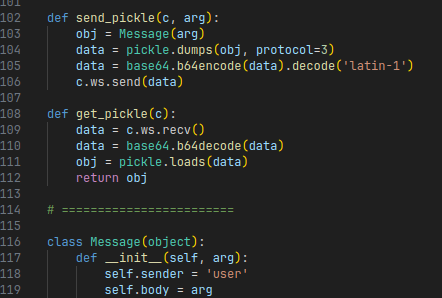 101
102 def send_pickle(c, arg):
103     obj = Message(arg)
104     data = pickle.dumps(obj, protocol=3)
105     data = base64.b64encode(data).decode('latin-1')
106     c.ws.send(data)
107
108 def get_pickle(c):
109     data = c.ws.recv()
110     data = base64.b64decode(data)
111     obj = pickle.loads(data)
112     return obj
113
114 # ========================
115
116 class Message(object):
117     def __init__(self, arg):
118         self.sender = 'user'
119         self.body = arg